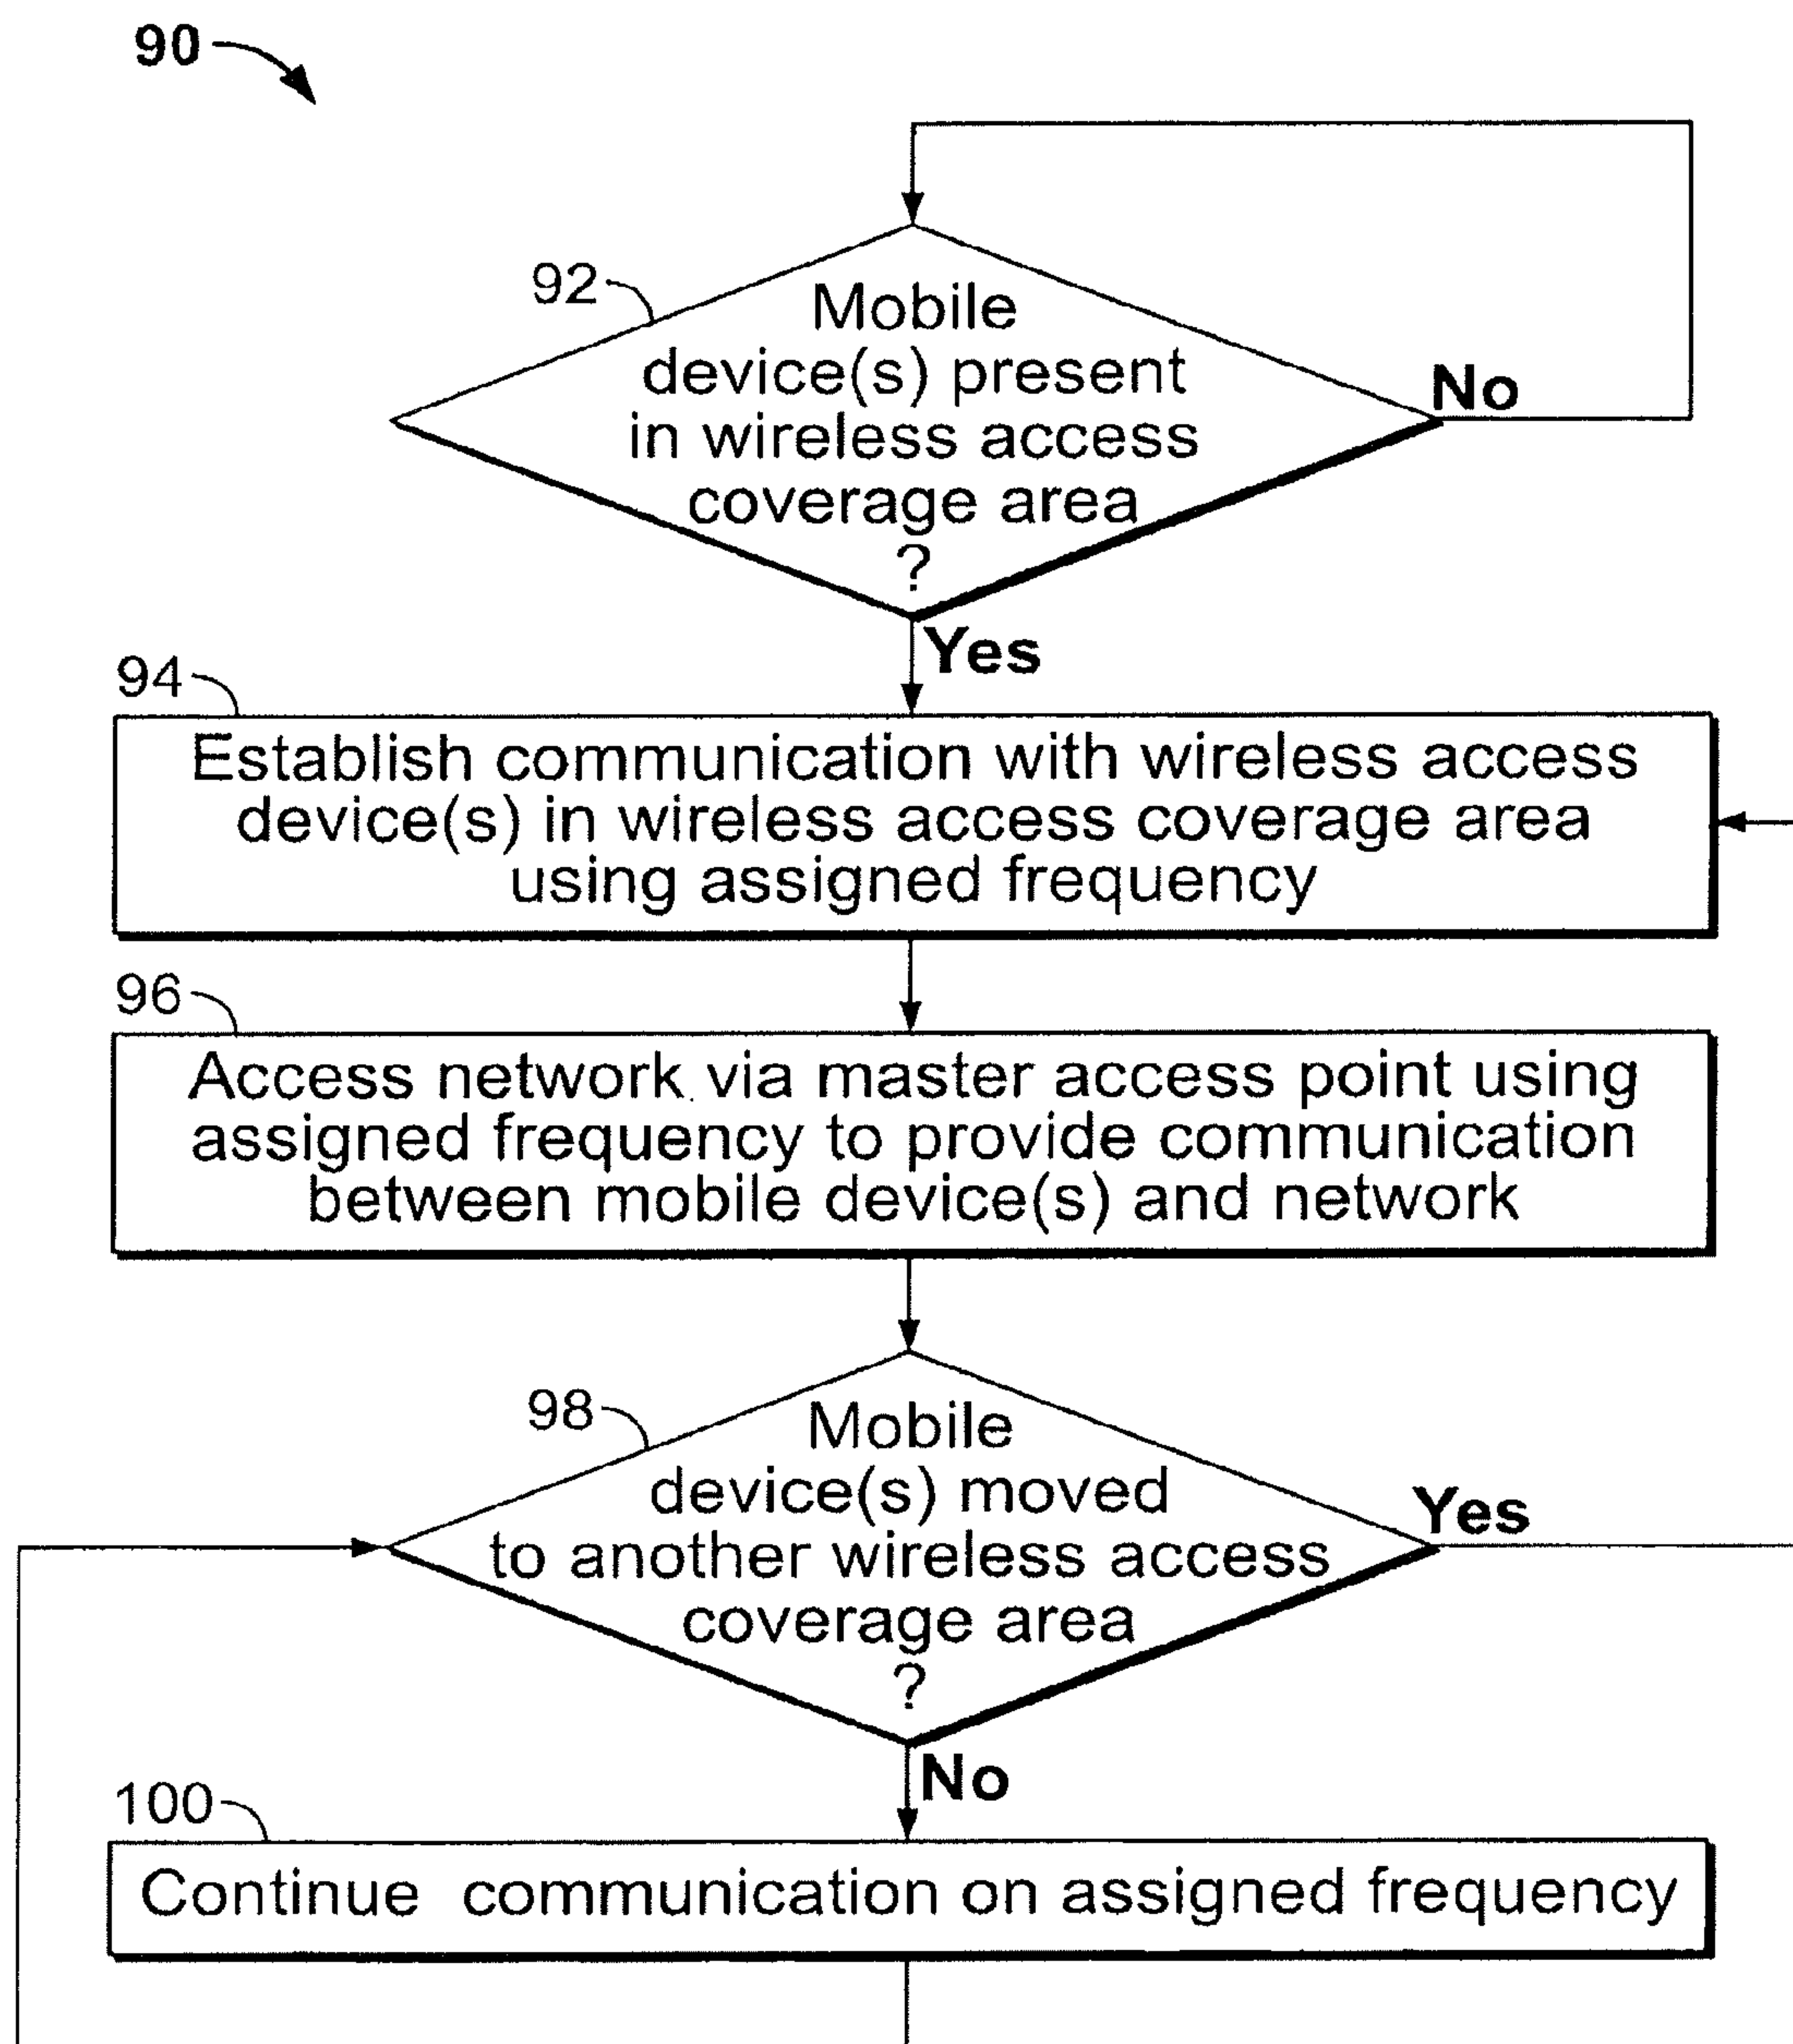 90
92
Mobile
device(s) present
in wireless access
coverage area
?
No
Yes
94
Establish communication with wireless access
device(s) in wireless access coverage area
using assigned frequency
96
Access network via master access point using
assigned frequency to provide communication
between mobile device(s) and network
98
Mobile
device(s) moved
to another wireless access
coverage area
?
Yes
No
100
Continue communication on assigned frequency